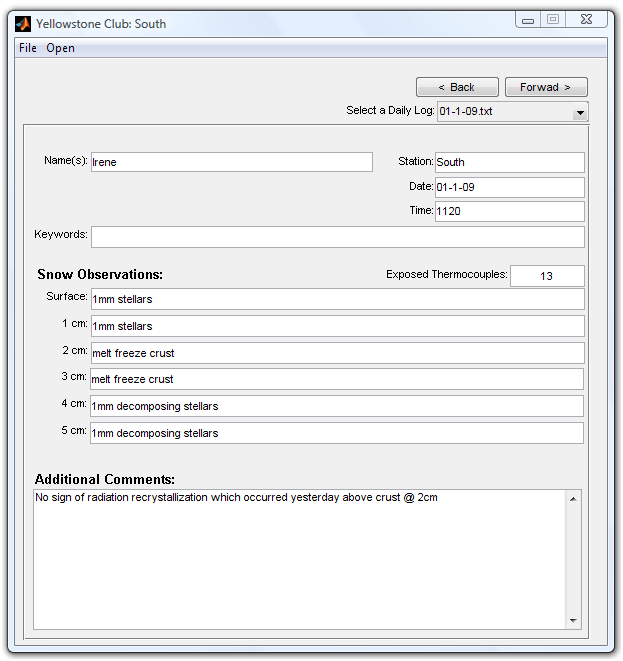 Yellowstone Club: South
File Open
< Back Forwad >
Select a Daily Log: 01-1-09.txt
Name(s): Irene Station: South
Date: 01-1-09
Time: 1120
Keywords:
Snow Observations: Exposed Thermocouples: 13
Surface: 1mm stellars
1 cm: 1mm stellars
2 cm: melt freeze crust
3 cm: melt freeze crust
4 cm: 1mm decomposing stellars
5 cm: 1mm decomposing stellars
Additional Comments:
No sign of radiation recrystallization which occurred yesterday above crust @ 2cm